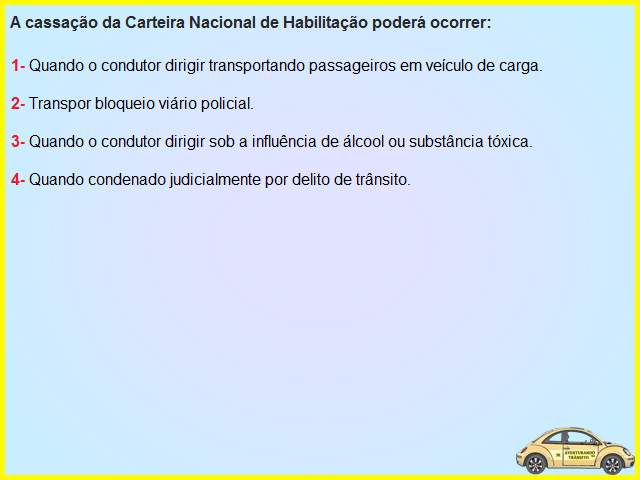 A cassação da Carteira Nacional de Habilitação poderá ocorrer:
1- Quando o condutor dirigir transportando passageiros em veículo de carga.
2- Transpor bloqueio viário policial.
3- Quando o condutor dirigir sob a influência de álcool ou substância tóxica.
4- Quando condenado judicialmente por delito de trânsito.
AVENTURANDO
TRÂNSITO